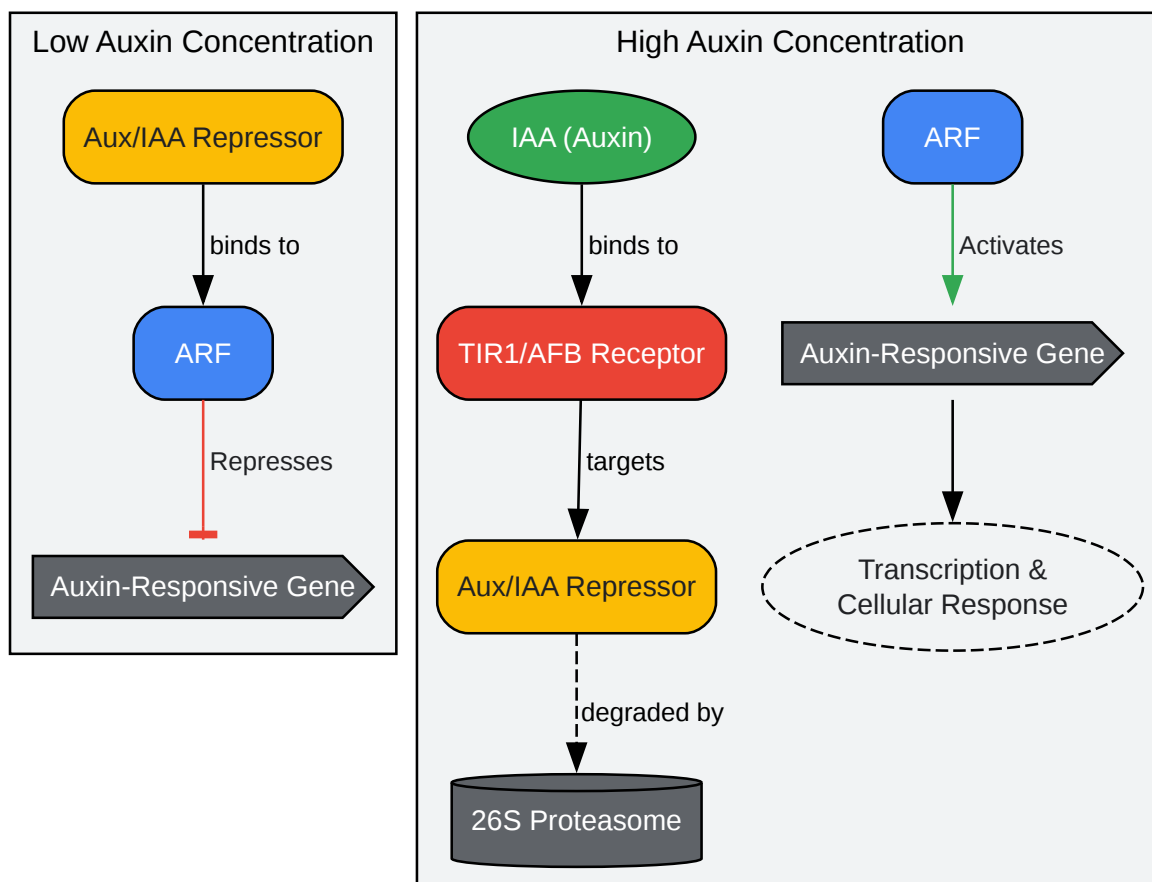 Low Auxin Concentration
Aux/IAA Repressor
binds to
ARF
Represses
Auxin-Responsive Gene
High Auxin Concentration
IAA (Auxin)
binds to
TIR1/AFB Receptor
targets
Aux/IAA Repressor
degraded by
26S Proteasome
ARF
Activates
Auxin-Responsive Gene
Transcription &
Cellular Response